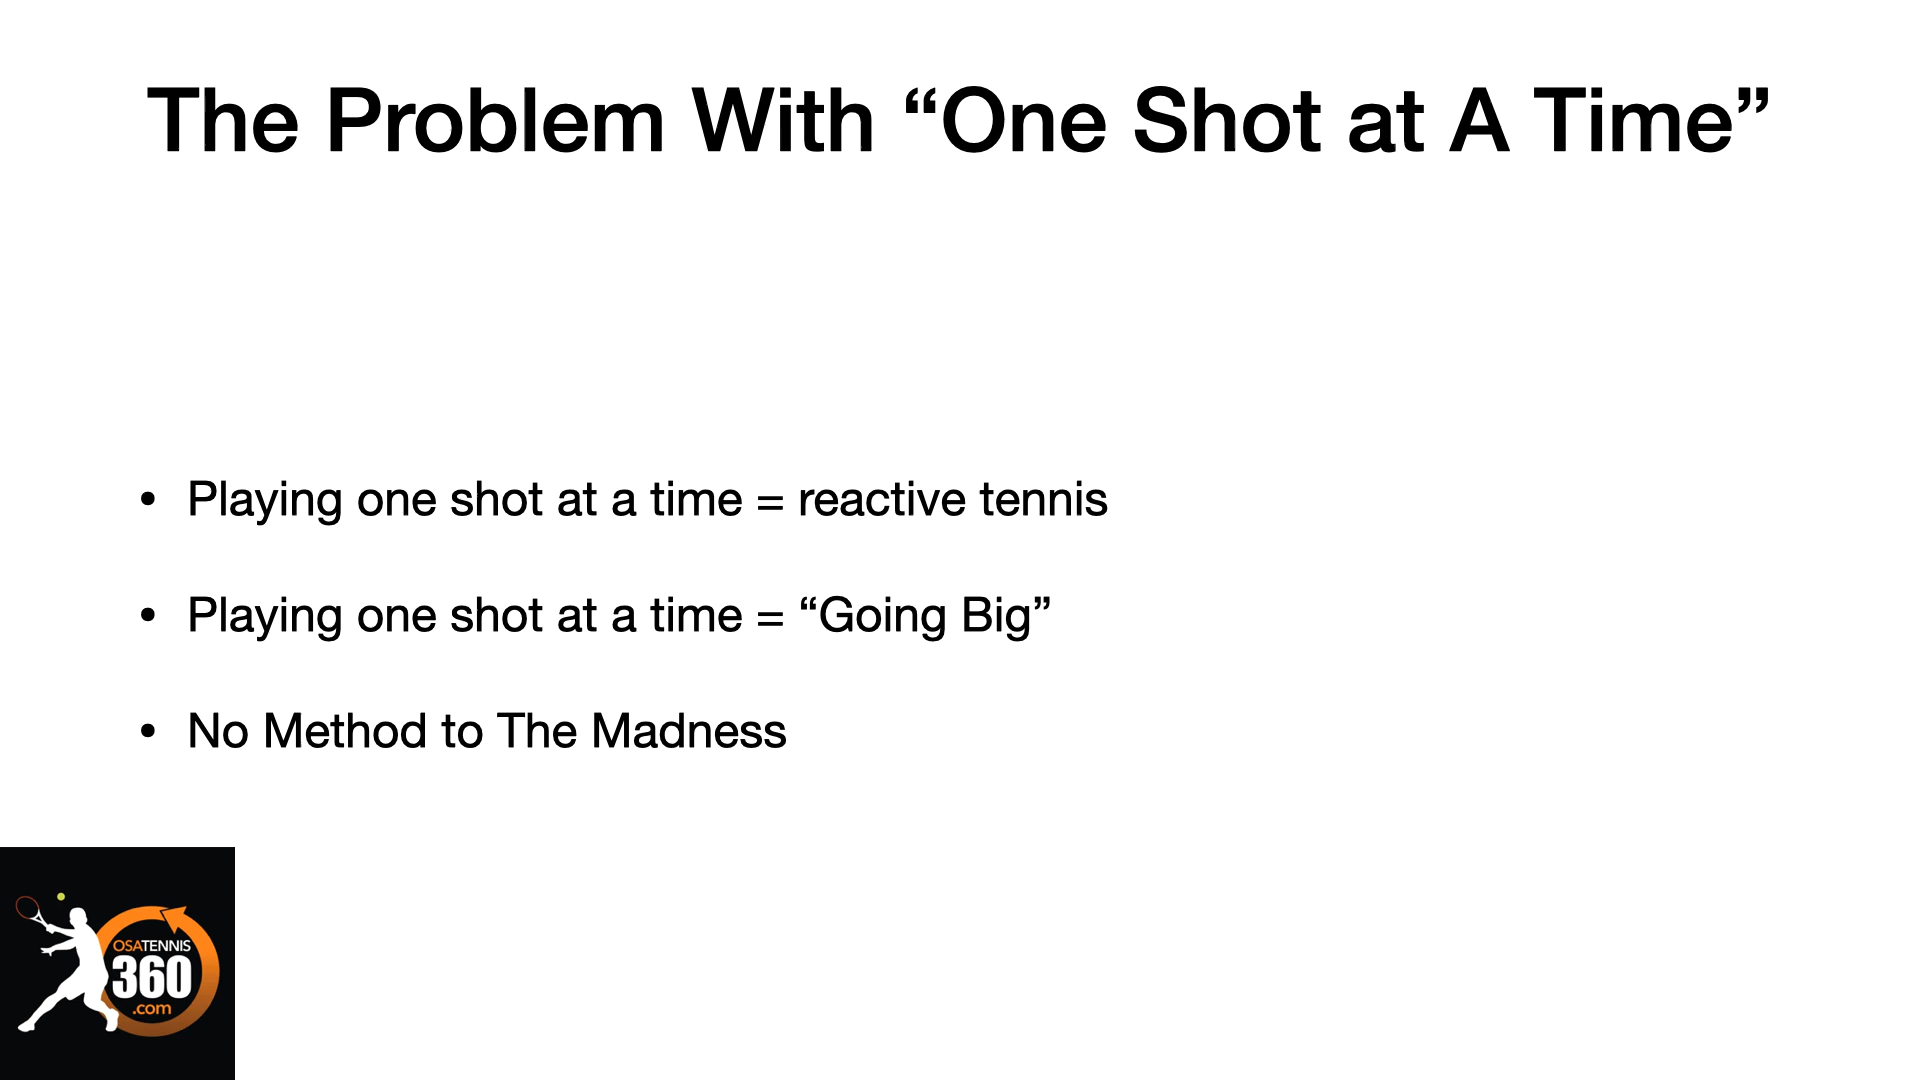 The Problem With “One Shot at A Time”
• Playing one shot at a time = reactive tennis
• Playing one shot at a time = “Going Big”
• No Method to The Madness
OSATENNIS
360
.com